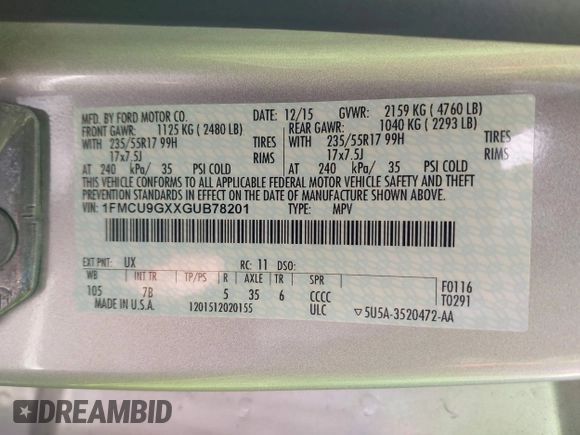 MFD. BY FORD MOTOR CO.
DATE: 12/15 GVWR: 2159 KG ( 4760 LB)
FRONT GAWR: 1125 KG ( 2480 LB) REAR GAWR: 1040 KG ( 2293 LB)
WITH 235/55R17 99H TIRES WITH 235/55R17 99H TIRES
17x7.5J RIMS 17x7.5J RIMS
AT 240 kPa/ 35 PSI COLD AT 240 kPa/ 35 PSI COLD
THIS VEHICLE CONFORMS TO ALL APPLICABLE FEDERAL MOTOR VEHICLE SAFETY AND THEFT
PREVENTION STANDARDS IN EFFECT ON THE DATE OF MANUFACTURE SHOWN ABOVE.
VIN: 1FMCU9GXXGUB78201 TYPE: MPV
EXT PNT: UX RC: 11 DSO:
WB INT TR TP/PS R AXLE TR SPR F0116
105 7B 5 35 6 CCCC T0291
MADE IN U.S.A. 1201512020155 ULC ▽5U5A-3520472-AA
DREAMBID